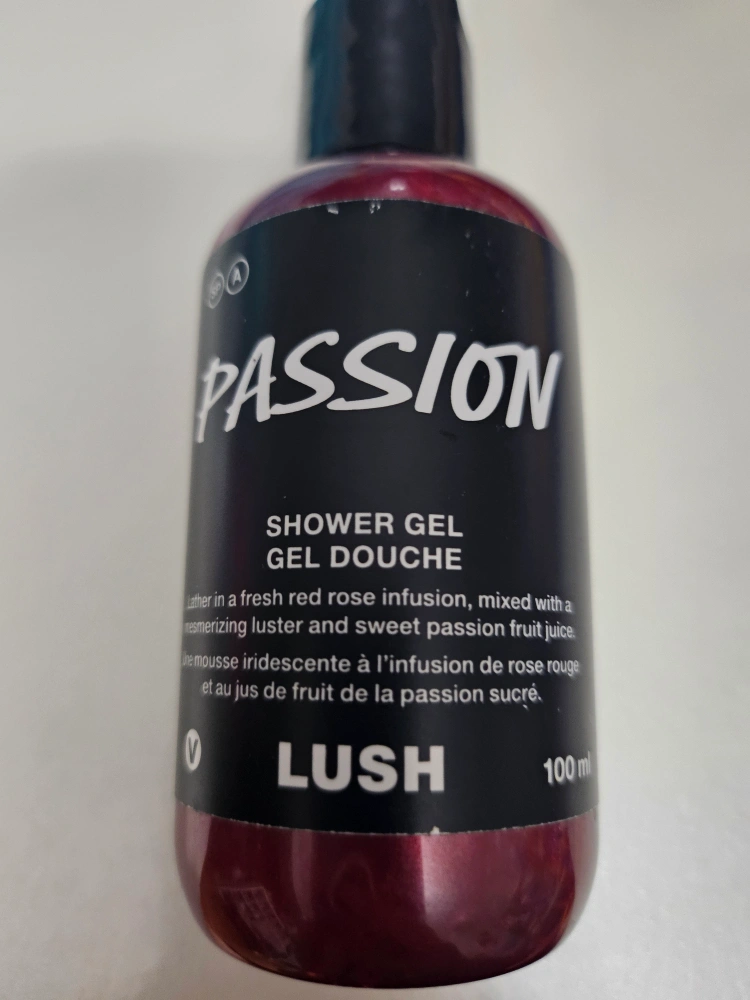 A
PASSION
SHOWER GEL
GEL DOUCHE
Lather in a fresh red rose infusion, mixed with a
mesmerizing luster and sweet passion fruit juice.
Une mousse iridescente à l'infusion de rose rouge
et au jus de fruit de la passion sucré.
V
LUSH
100 ml